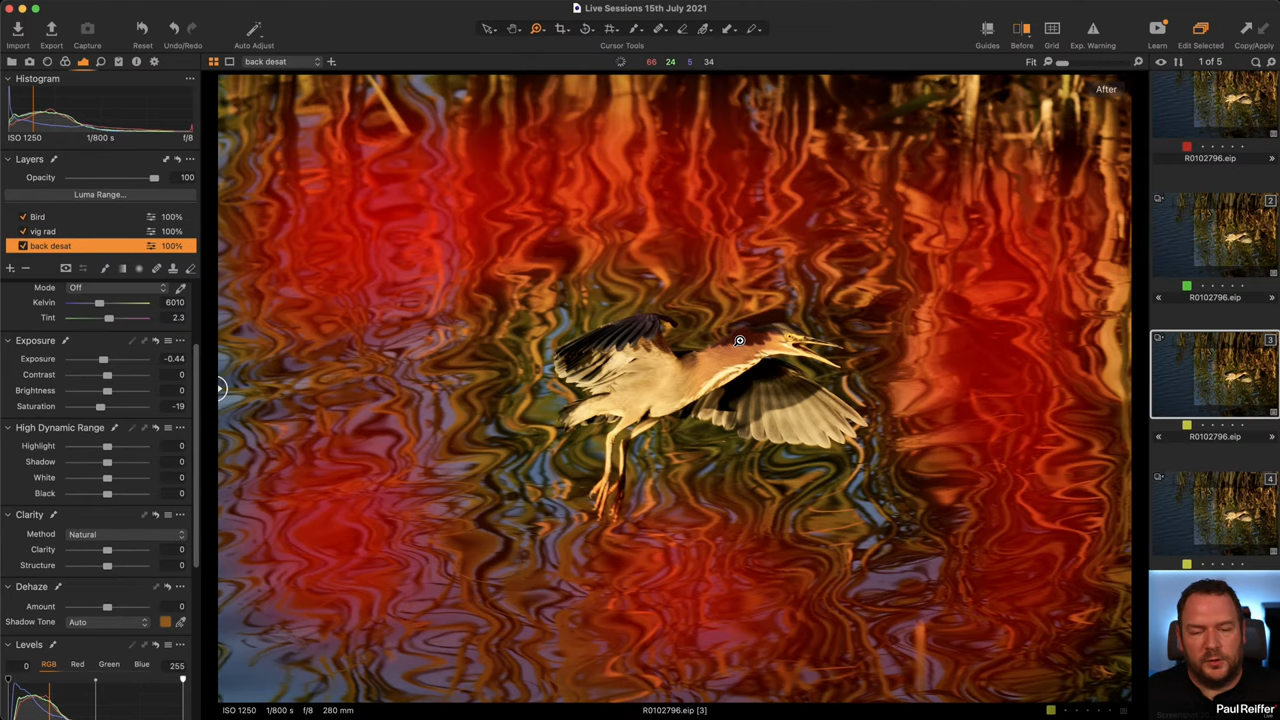 Live Sessions 15th July 2021
Import
Export
Capture
Reset
Undo/Redo
Auto Adjust
Cursor Tools
Guides
Before
Grid
Exp. Warning
Learn
Edit Selected
Copy/Apply
back desat
66 24 5 34
Fit
1 of 5
Histogram
ISO 1250 1/800 s f/8
Layers
Opacity 100
Luma Range...
Bird 100%
vig rad 100%
back desat 100%
Mode Off
Kelvin 6010
Tint 2.3
Exposure
Exposure -0.44
Contrast 0
Brightness 0
Saturation -19
High Dynamic Range
Highlight 0
Shadow 0
White 0
Black 0
Clarity
Method Natural
Clarity 0
Structure 0
Dehaze
Amount 0
Shadow Tone Auto
Levels
0 RGB Red Green Blue 255
After
ISO 1250 1/800 s f/8 280 mm
R0102796.eip [3]
R0102796.eip
2
R0102796.eip
3
R0102796.eip
4
PaulReiffer
Live